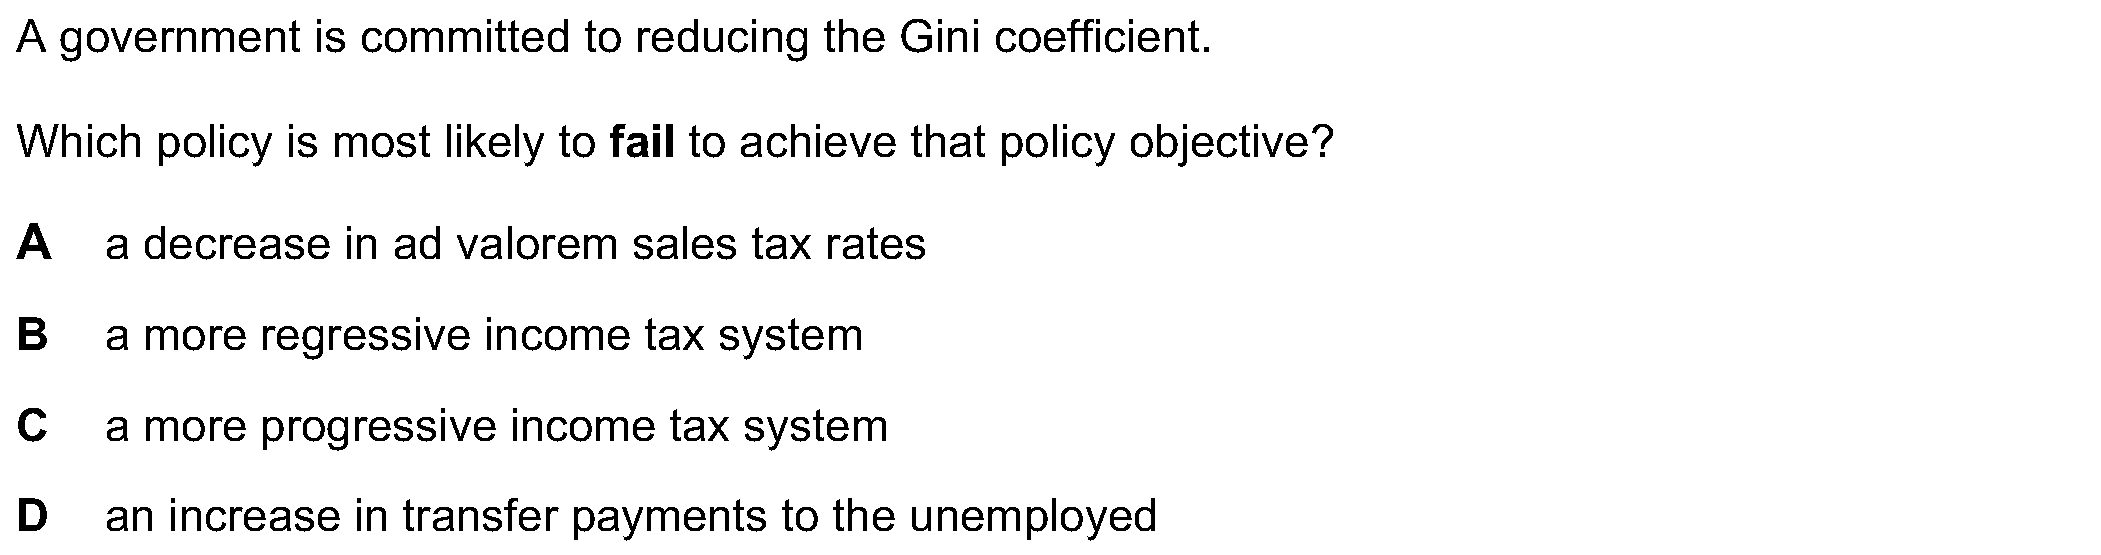 A government is committed to reducing the Gini coefficient.
Which policy is most likely to fail to achieve that policy objective?
A a decrease in ad valorem sales tax rates
B a more regressive income tax system
C a more progressive income tax system
D an increase in transfer payments to the unemployed